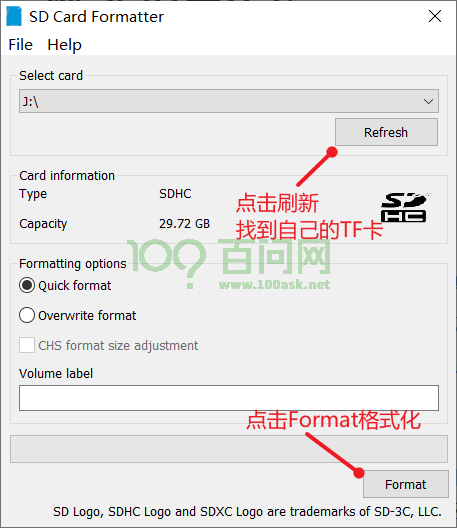 SD Card Formatter
File Help
Select card
J:\
Refresh
Card information
Type SDHC
Capacity 29.72 GB
SD
HC
点击刷新
找到自己的TF卡
100ask 百问网
www.100ask.net
Formatting options
Quick format
Overwrite format
CHS format size adjustment
Volume label
点击Format格式化
Format
SD Logo, SDHC Logo and SDXC Logo are trademarks of SD-3C, LLC.